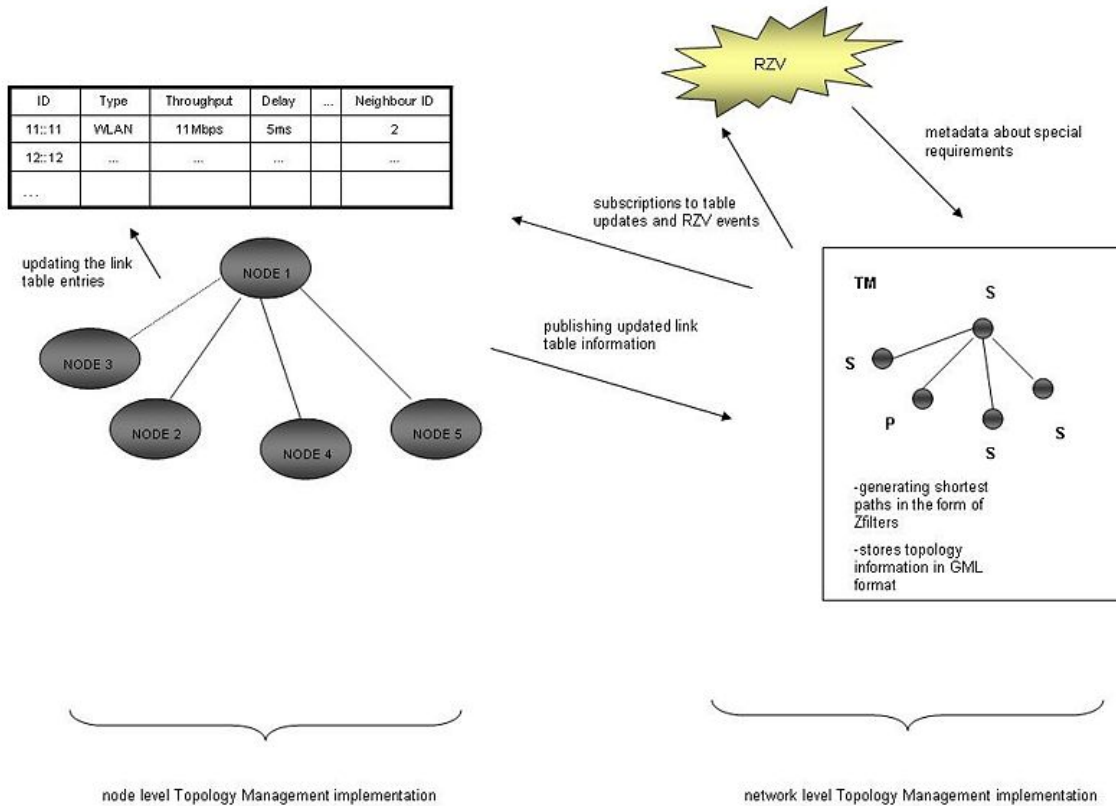 RZV
ID Type Throughput Delay ... Neighbour ID
11::11 WLAN 11Mbps 5ms 2
12::12 ... ... ... ...
...
metadata about special
requirements
subscriptions to table
updates and RZV events
updating the link
table entries
NODE 1
NODE 3
NODE 2
NODE 4
NODE 5
publishing updated link
table information
TM
S
S
P
S
S
-generating shortest
paths in the form of
Zfilters
-stores topology
information in GML
format
node level Topology Management implementation
network level Topology Management implementation